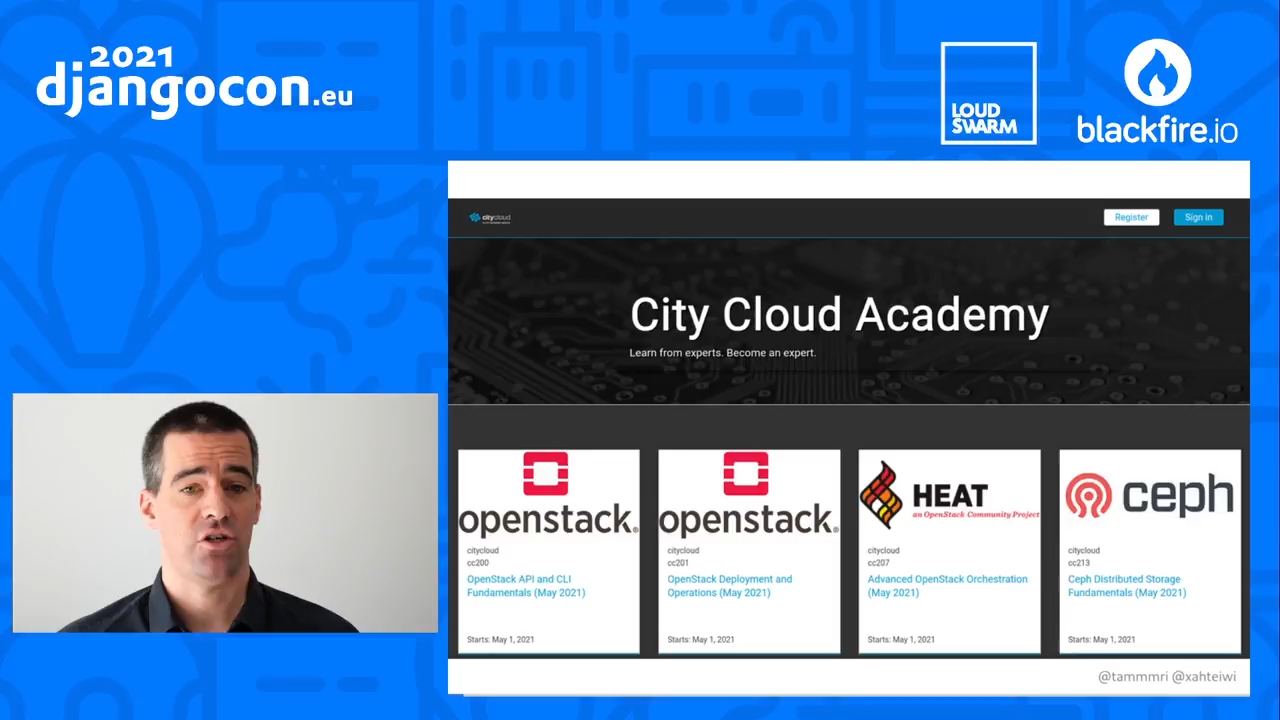 2021
djangocon.eu
LOUD
SWARM
blackfire.io
citycloud
Register
Sign in
City Cloud Academy
Learn from experts. Become an expert.
openstack.
citycloud
cc200
OpenStack API and CLI
Fundamentals (May 2021)
Starts: May 1, 2021
openstack.
citycloud
cc201
OpenStack Deployment and
Operations (May 2021)
Starts: May 1, 2021
HEAT
an OpenStack Community Project
citycloud
cc207
Advanced OpenStack Orchestration
(May 2021)
Starts: May 1, 2021
ceph
citycloud
cc213
Ceph Distributed Storage
Fundamentals (May 2021)
Starts: May 1, 2021
@tammmri @xahteiwi